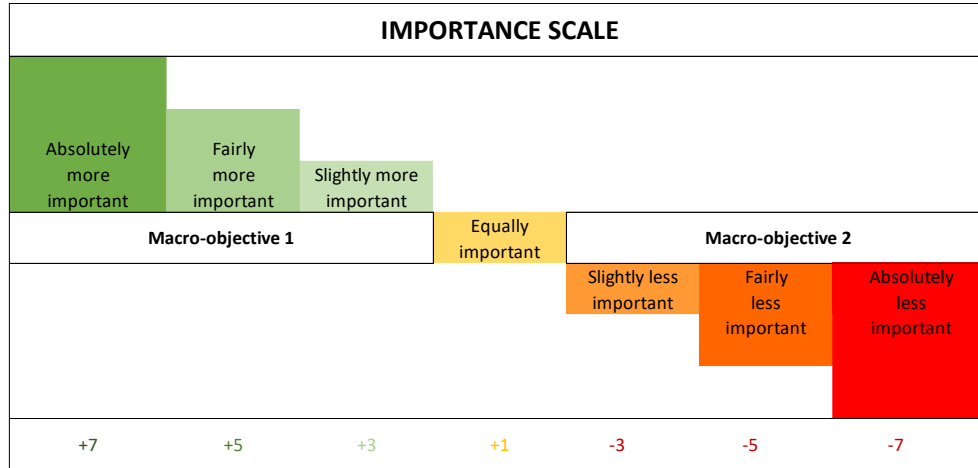 IMPORTANCE SCALE
Absolutely
more
important
Fairly
more
important
Slightly more
important
Macro-objective 1
Equally
important
Macro-objective 2
Slightly less
important
Fairly
less
important
Absolutely
less
important
+7
+5
+3
+1
-3
-5
-7